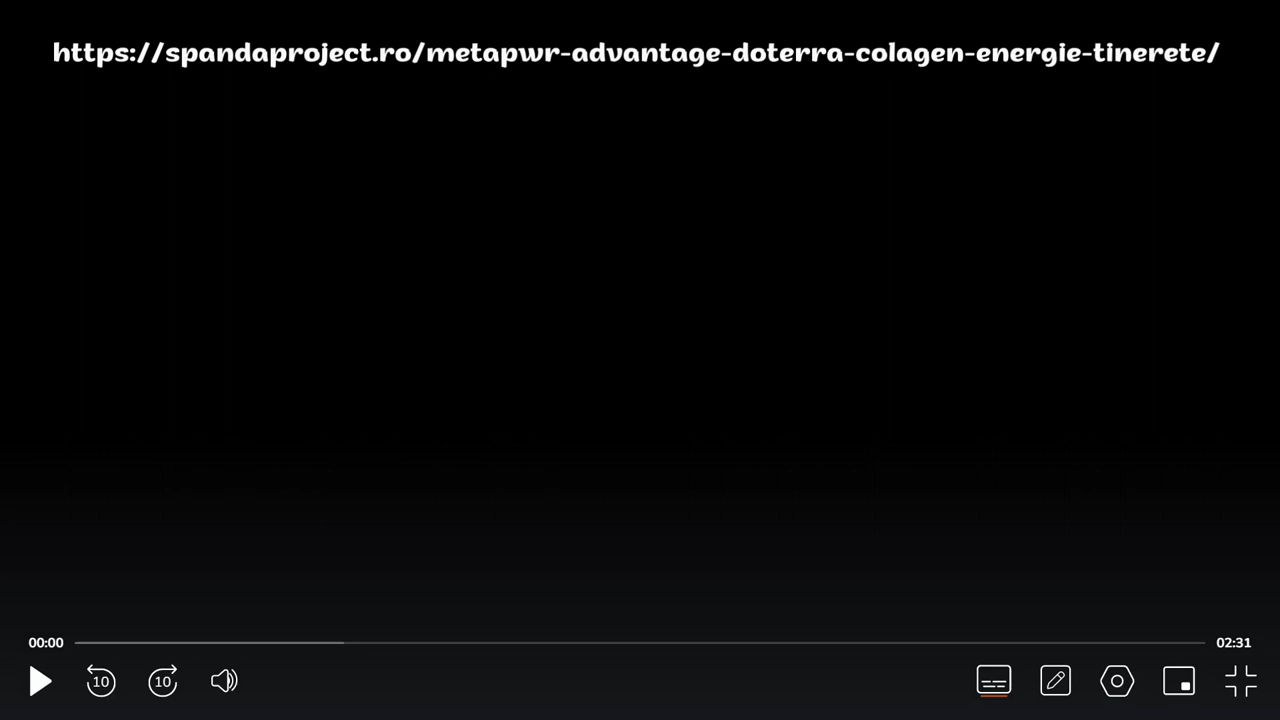 https://spandaproject.ro/metapwr-advantage-doterra-colagen-energie-tinerete/
00:00
02:31
10
10